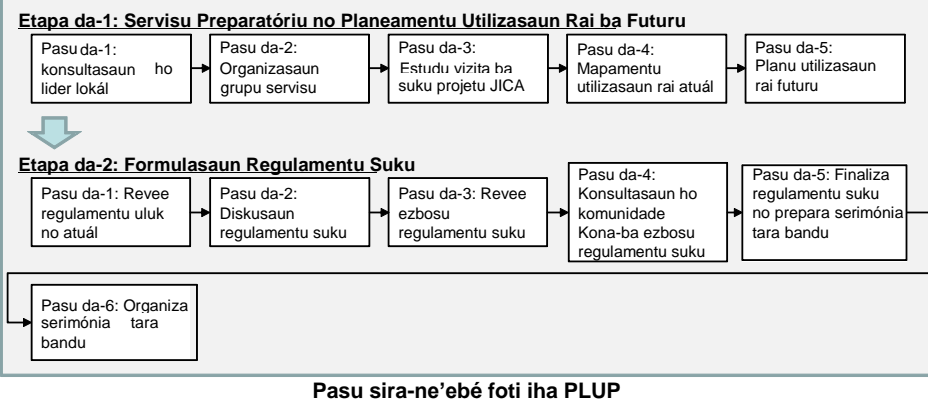 Etapa da-1: Servisu Preparatóriu no Planeamentu Utilizasaun Rai ba Futuru
Pasu da-1:
konsultasaun ho
lider lokál
Pasu da-2:
Organizasaun
grupu servisu
Pasu da-3:
Estudu vizita ba
suku projetu JICA
Pasu da-4:
Mapamentu
utilizasaun rai atuál
Pasu da-5:
Planu utilizasaun
rai futuru
Etapa da-2: Formulasaun Regulamentu Suku
Pasu da-1: Revee
regulamentu uluk
no atuál
Pasu da-2:
Diskusaun
regulamentu suku
Pasu da-3: Revee
ezbosu
regulamentu suku
Pasu da-4:
Konsultasaun ho
komunidade
Kona-ba ezbosu
regulamentu suku
Pasu da-5: Finaliza
regulamentu suku
no prepara serimónia
tara bandu
Pasu da-6: Organiza
serimónia tara
bandu
Pasu sira-ne'ebé foti iha PLUP